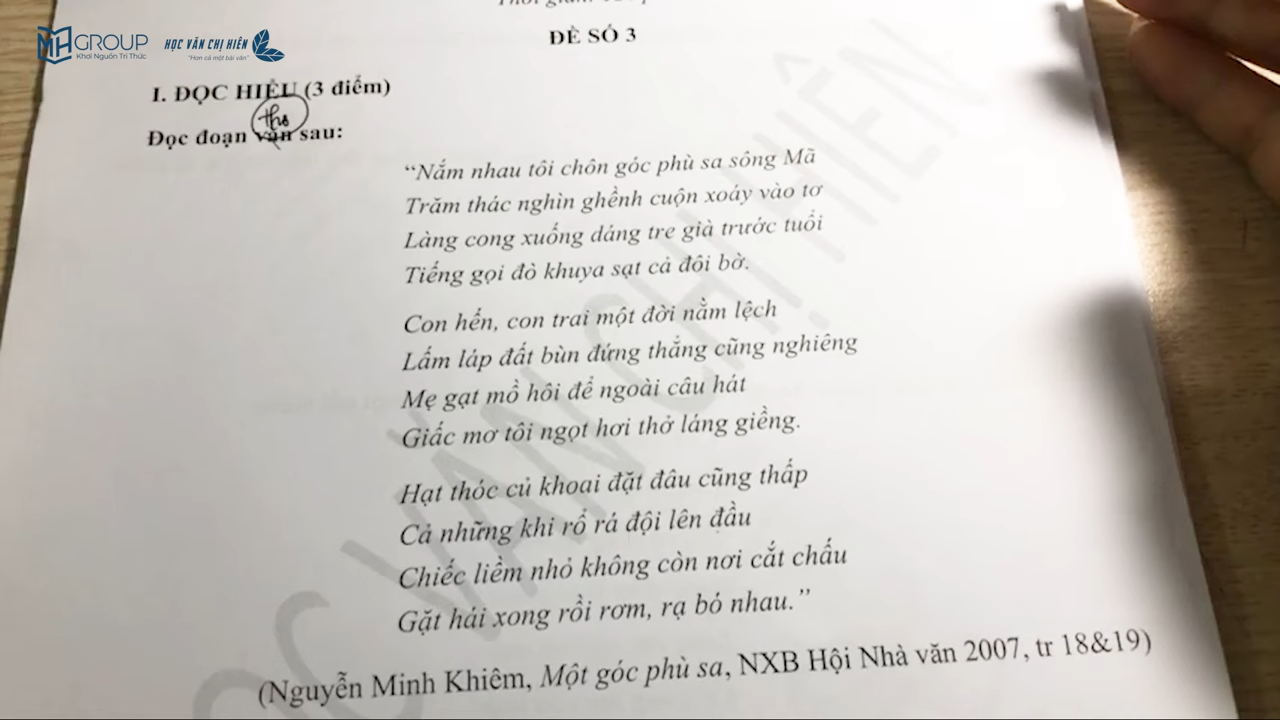 MH GROUP
Khơi Nguồn Tri Thức
HỌC VĂN CHỊ HIÊN
"Hơn cả một bài văn"
ĐỀ SỐ 3
I. ĐỌC HIỂU (3 điểm)
thơ
Đọc đoạn văn sau:
“Nắm nhau tôi chôn góc phù sa sông Mã
Trăm thác nghìn ghềnh cuộn xoáy vào tơ
Làng cong xuống dáng tre già trước tuổi
Tiếng gọi đò khuya sạt cả đôi bờ.
Con hến, con trai một đời nằm lệch
Lấm láp đất bùn đứng thẳng cũng nghiêng
Mẹ gạt mồ hôi để ngoài câu hát
Giấc mơ tôi ngọt hơi thở láng giềng.
Hạt thóc củ khoai đặt đâu cũng thấp
Cả những khi rổ rá đội lên đầu
Chiếc liềm nhỏ không còn nơi cắt chấu
Gặt hái xong rồi rơm, rạ bó nhau.”
(Nguyễn Minh Khiêm, Một góc phù sa, NXB Hội Nhà văn 2007, tr 18&19)
HỌC VĂN CHỊ HIÊN